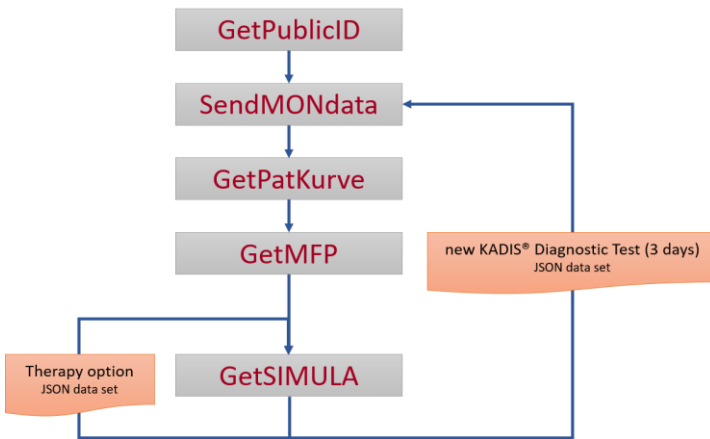 GetPublicID
SendMONdata
GetPatKurve
GetMFP
new KADIS® Diagnostic Test (3 days)
JSON data set
Therapy option
JSON data set
GetSIMULA